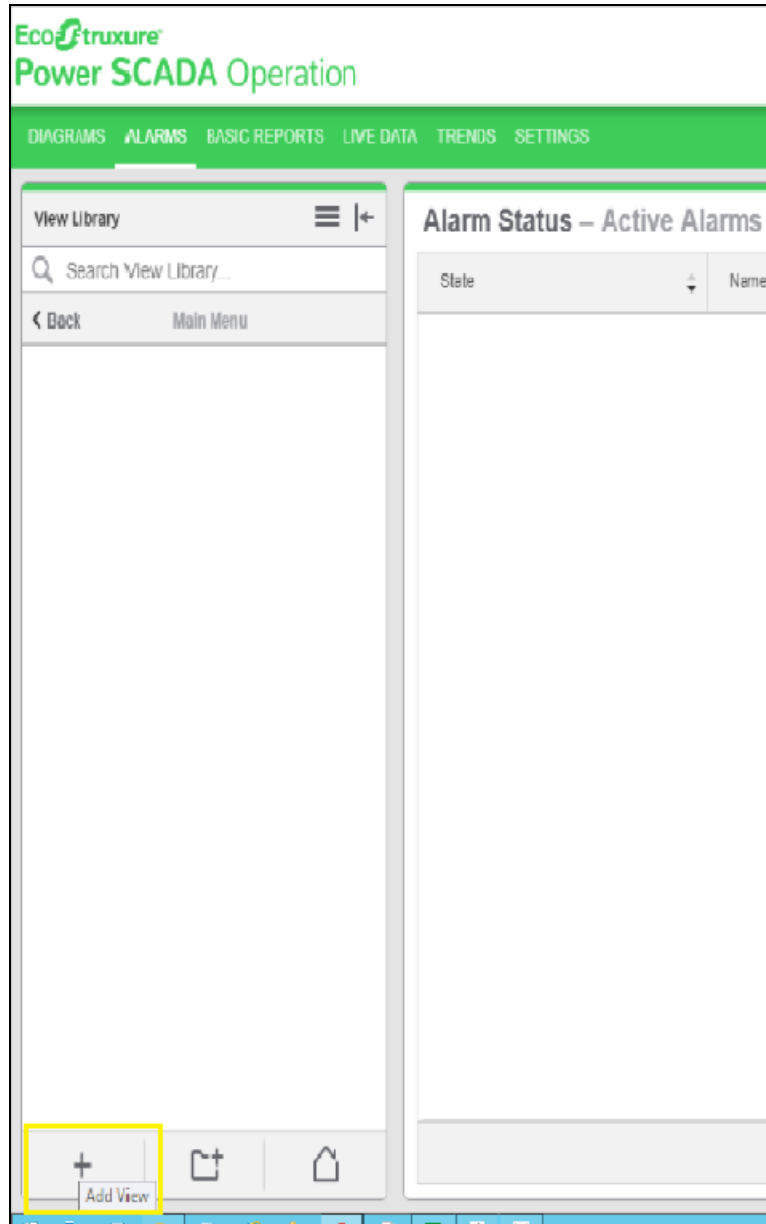 EcoStruxure
Power SCADA Operation
DIAGRAMS ALARMS BASIC REPORTS LIVE DATA TRENDS SETTINGS
View Library
Search View Library...
Back Main Menu
Alarm Status – Active Alarms
State Name
Add View